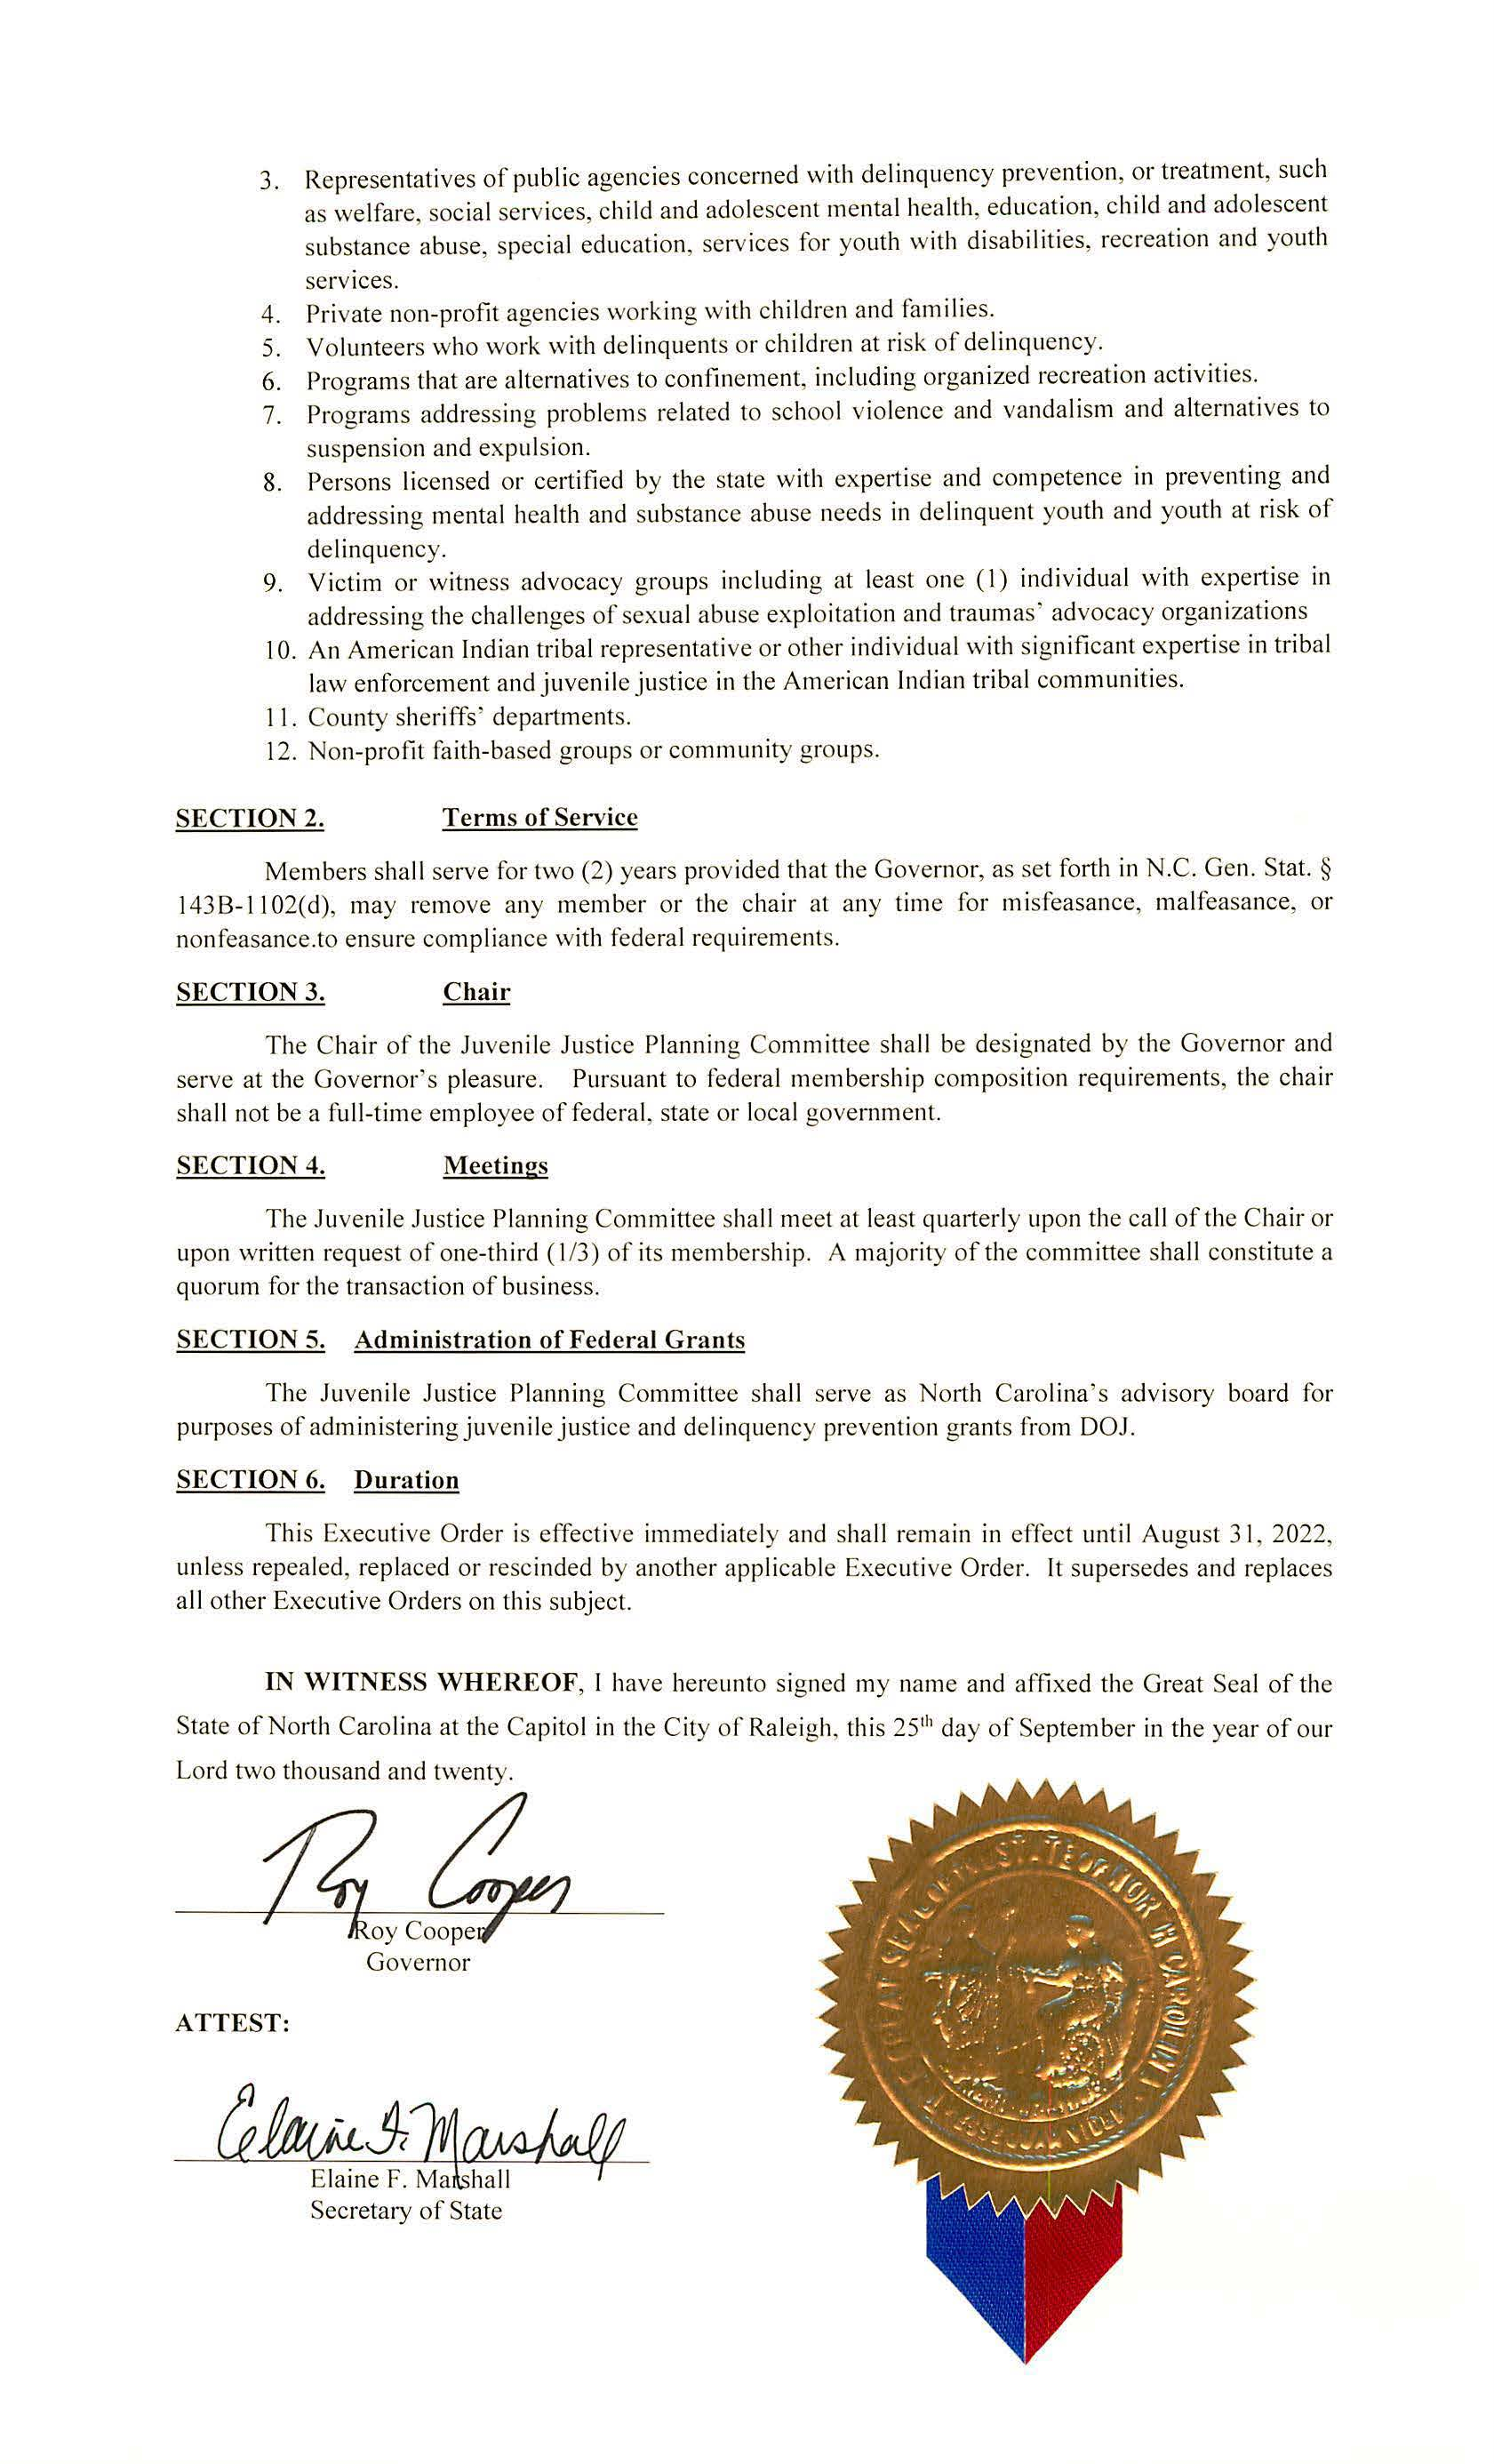 3. Representatives of public agencies concerned with delinquency prevention, or treatment, such
as welfare, social services, child and adolescent mental health, education, child and adolescent
substance abuse, special education, services for youth with disabilities, recreation and youth
services.
4. Private non-profit agencies working with children and families.
5. Volunteers who work with delinquents or children at risk of delinquency.
6. Programs that are alternatives to confinement, including organized recreation activities.
7. Programs addressing problems related to school violence and vandalism and alternatives to
suspension and expulsion.
8. Persons licensed or certified by the state with expertise and competence in preventing and
addressing mental health and substance abuse needs in delinquent youth and youth at risk of
delinquency.
9. Victim or witness advocacy groups including at least one (1) individual with expertise in
addressing the challenges of sexual abuse exploitation and traumas' advocacy organizations
10. An American Indian tribal representative or other individual with significant expertise in tribal
law enforcement and juvenile justice in the American Indian tribal communities.
11. County sheriffs' departments.
12. Non-profit faith-based groups or community groups.
SECTION 2. Terms of Service
Members shall serve for two (2) years provided that the Governor, as set forth in N.C. Gen. Stat. §
143B-1102(d), may remove any member or the chair at any time for misfeasance, malfeasance, or
nonfeasance.to ensure compliance with federal requirements.
SECTION 3. Chair
The Chair of the Juvenile Justice Planning Committee shall be designated by the Governor and
serve at the Governor's pleasure. Pursuant to federal membership composition requirements, the chair
shall not be a full-time employee of federal, state or local government.
SECTION 4. Meetings
The Juvenile Justice Planning Committee shall meet at least quarterly upon the call of the Chair or
upon written request of one-third (1/3) of its membership. A majority of the committee shall constitute a
quorum for the transaction of business.
SECTION 5. Administration of Federal Grants
The Juvenile Justice Planning Committee shall serve as North Carolina's advisory board for
purposes of administering juvenile justice and delinquency prevention grants from DOJ.
SECTION 6. Duration
This Executive Order is effective immediately and shall remain in effect until August 31, 2022,
unless repealed, replaced or rescinded by another applicable Executive Order. It supersedes and replaces
all other Executive Orders on this subject.
IN WITNESS WHEREOF, I have hereunto signed my name and affixed the Great Seal of the
State of North Carolina at the Capitol in the City of Raleigh, this 25th day of September in the year of our
Lord two thousand and twenty.
Roy Cooper
Roy Cooper
Governor
ATTEST:
Elaine F. Marshall
Elaine F. Marshall
Secretary of State
GREAT SEAL OF THE STATE OF NORTH CAROLINA
ESSE QUAM VIDERI